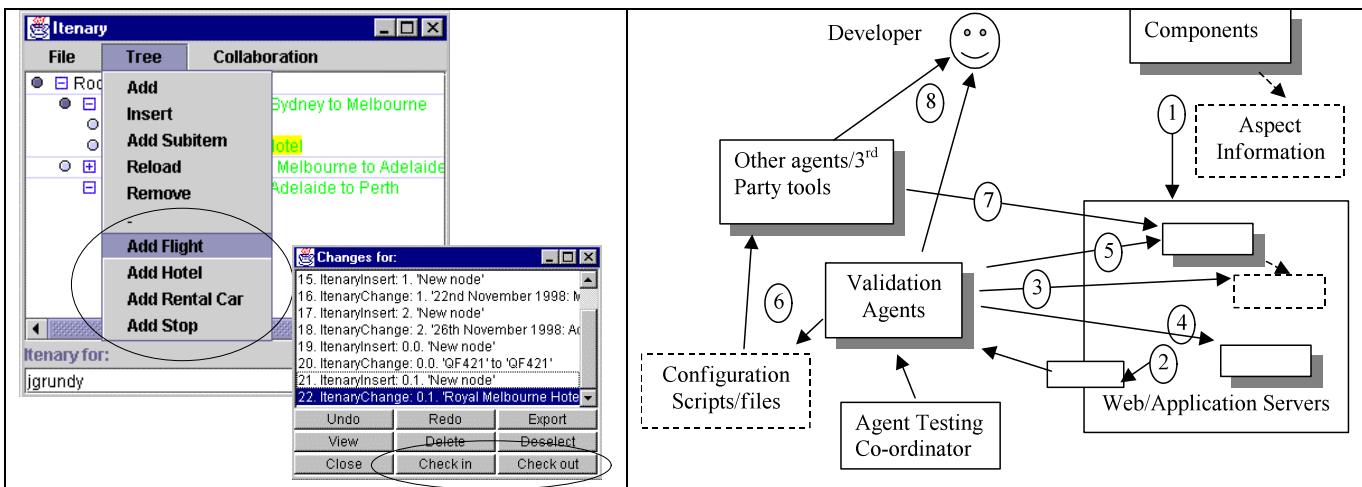 Itenary
File Tree Collaboration
Add
Insert
Sydney to Melbourne
Add Subitem
Reload
Melbourne to Adelaide
Remove
Adelaide to Perth
-
Add Flight
Add Hotel
Add Rental Car
Add Stop
Itenary for:
jgrundy
Changes for:
15. ItenaryInsert: 1. 'New node'
16. ItenaryChange: 1. '22nd November 1998:
17. ItenaryInsert: 2. 'New node'
18. ItenaryChange: 2. '26th November 1998:
19. ItenaryInsert: 0.0. 'New node'
20. ItenaryChange: 0.0. 'QF421' to 'QF421'
21. ItenaryInsert: 0.1. 'New node'
22. ItenaryChange: 0.1. 'Royal Melbourne Hote
Undo Redo Export
View Delete Deselect
Close Check in Check out
Developer
Components
8
1
Aspect
Information
Other agents/3rd
Party tools
7
5
Validation
Agents
3
6
4
2
Configuration
Scripts/files
Web/Application Servers
Agent Testing
Co-ordinator